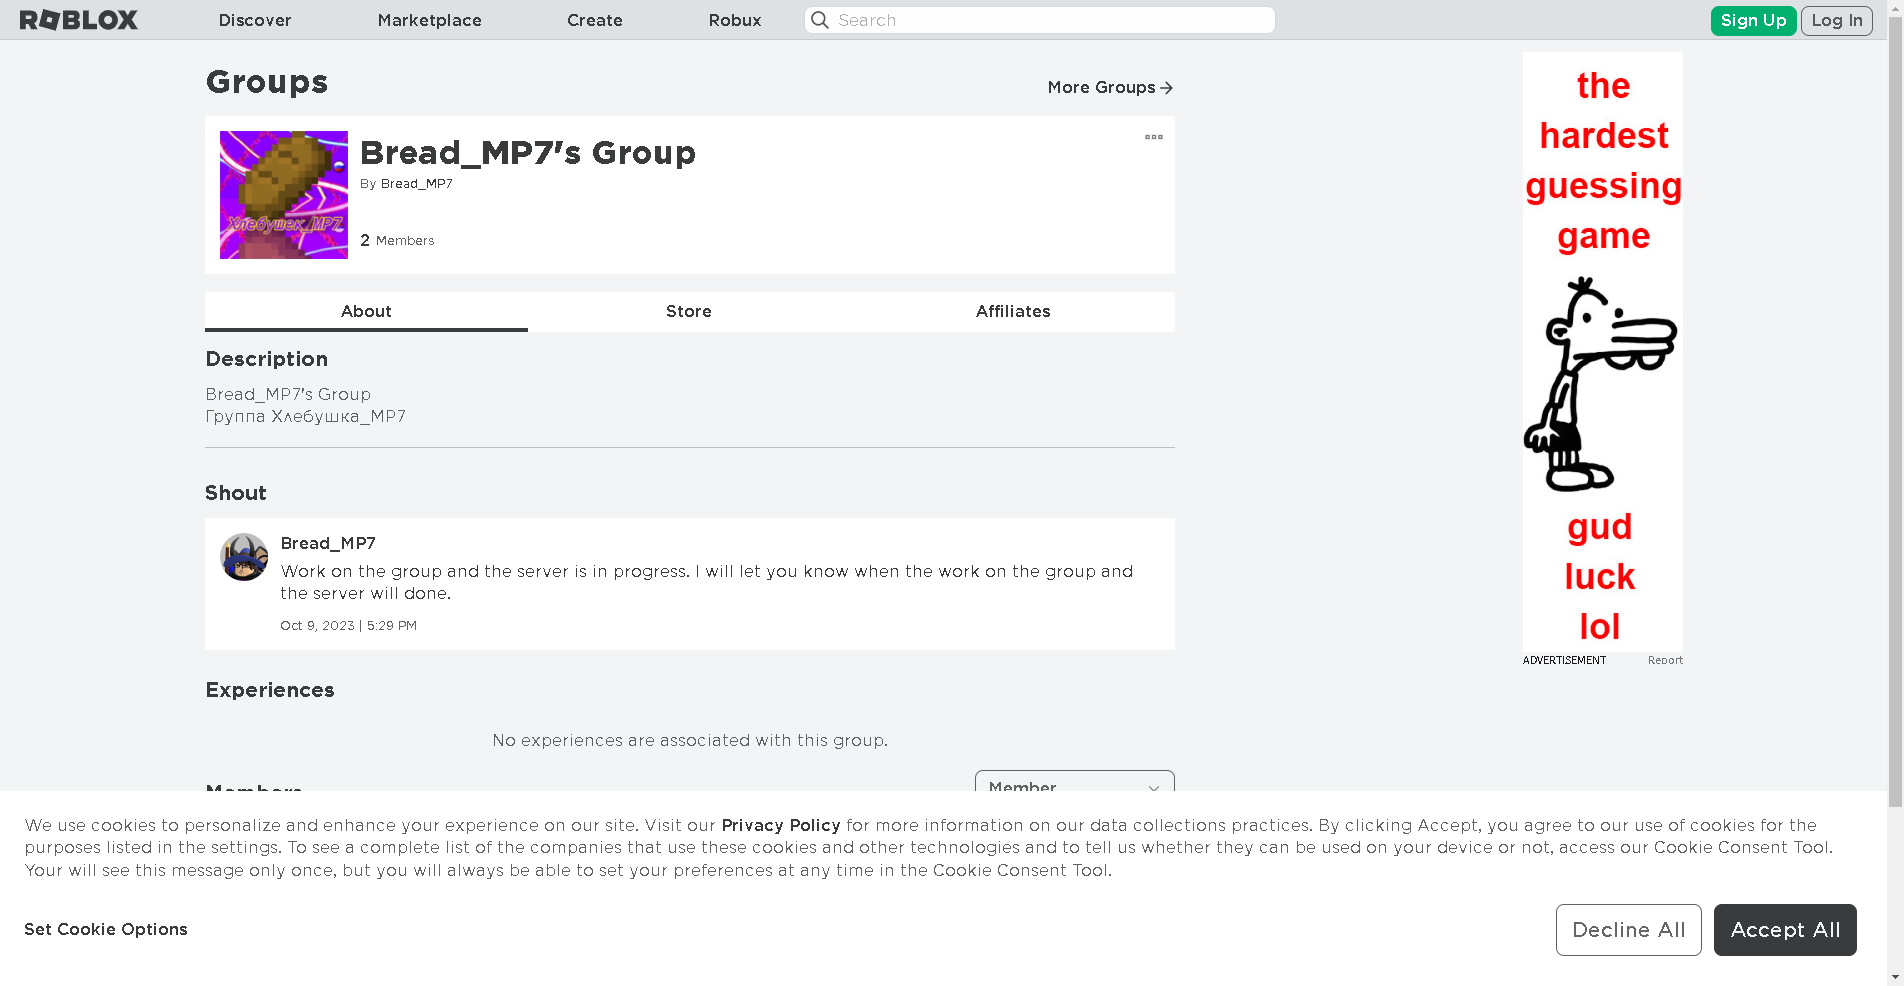 ROBLOX
Discover
Marketplace
Create
Robux
Search
Sign Up
Log In
Groups
More Groups
Bread_MP7's Group
By Bread_MP7
2 Members
Хлебушек_MP7
About
Store
Affiliates
Description
Bread_MP7's Group
Группа Хлебушка_MP7
Shout
Bread_MP7
Work on the group and the server is in progress. I will let you know when the work on the group and
the server will done.
Oct 9, 2023 | 5:29 PM
Experiences
No experiences are associated with this group.
Members
Member
the
hardest
guessing
game
gud
luck
lol
ADVERTISEMENT
Report
We use cookies to personalize and enhance your experience on our site. Visit our Privacy Policy for more information on our data collections practices. By clicking Accept, you agree to our use of cookies for the
purposes listed in the settings. To see a complete list of the companies that use these cookies and other technologies and to tell us whether they can be used on your device or not, access our Cookie Consent Tool.
Your will see this message only once, but you will always be able to set your preferences at any time in the Cookie Consent Tool.
Set Cookie Options
Decline All
Accept All